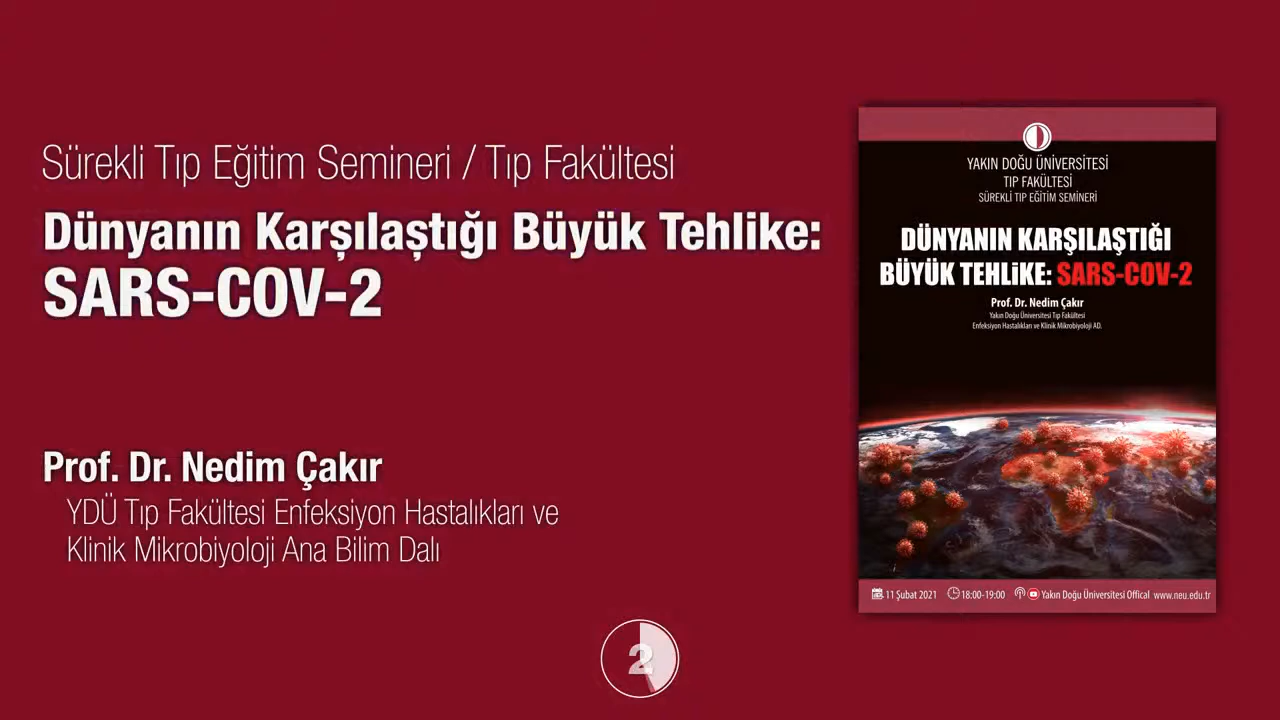 Sürekli Tıp Eğitim Semineri / Tıp Fakültesi
Dünyanın Karşılaştığı Büyük Tehlike:
SARS-COV-2
Prof. Dr. Nedim Çakır
YDÜ Tıp Fakültesi Enfeksiyon Hastalıkları ve
Klinik Mikrobiyoloji Ana Bilim Dalı
2
YAKIN DOĞU ÜNİVERSİTESİ
TIP FAKÜLTESİ
SÜREKLİ TIP EĞİTİM SEMİNERİ
DÜNYANIN KARŞILAŞTIĞI
BÜYÜK TEHLiKE: SARS-COV-2
Prof. Dr. Nedim Çakır
Yakın Doğu Üniversitesi Tıp Fakültesi
Enfeksiyon Hastalıkları ve Klinik Mikrobiyoloji AD.
11 Şubat 2021 18:00-19:00 Yakın Doğu Üniversitesi Offical www.neu.edu.tr